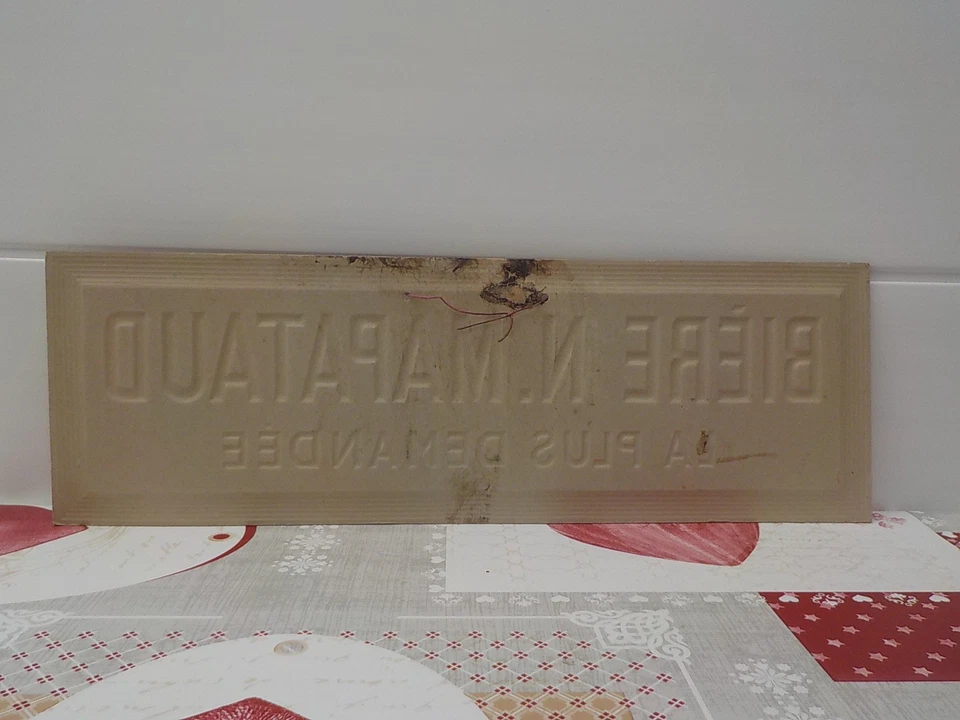 BIÈRE N. MAPATAUD
LA PLUS DEMANDÉE